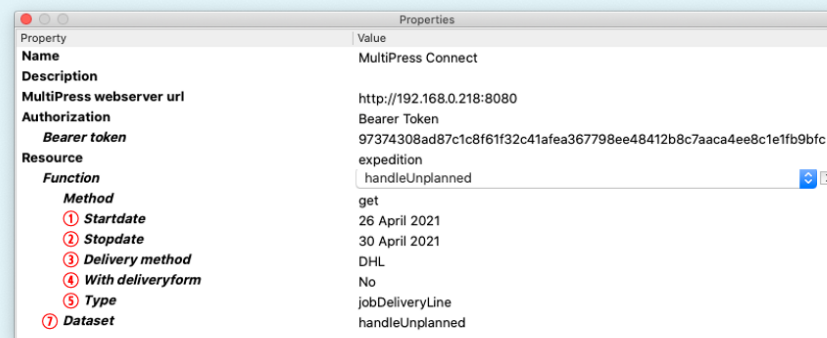 Properties
Property Value
Name MultiPress Connect
Description
MultiPress webserver url http://192.168.0.218:8080
Authorization Bearer Token
Bearer token 97374308ad87c1c8f61f32c41afea367798ee48412b8c7aaca4ee8c1e1fb9bfc
Resource expedition
Function handleUnplanned
Method get
① Startdate 26 April 2021
② Stopdate 30 April 2021
③ Delivery method DHL
④ With deliveryform No
⑤ Type jobDeliveryLine
⑦ Dataset handleUnplanned